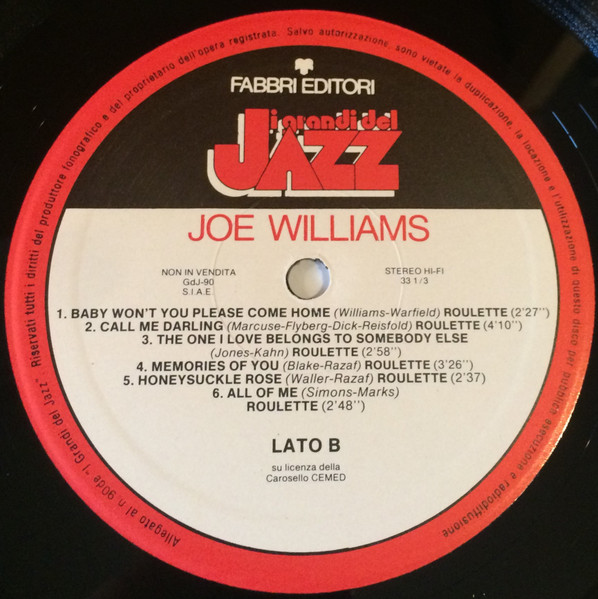 Riservati tutti i diritti del produttore fonografico e del proprietario dell'opera registrata. Salvo autorizzazione, sono vietate la duplicazione, la locazione e l'utilizzazione di questo disco per pubblica esecuzione e radiodiffusione
FABBRI EDITORI
i grandi del
JAZZ
JOE WILLIAMS
NON IN VENDITA
GdJ-90
S.I.A.E.
STEREO HI-FI
33 1/3
1. BABY WON'T YOU PLEASE COME HOME (Williams-Warfield) ROULETTE (2'27'')
2. CALL ME DARLING (Marcuse-Flyberg-Dick-Reisfold) ROULETTE (4'10'')
3. THE ONE I LOVE BELONGS TO SOMEBODY ELSE
(Jones-Kahn) ROULETTE (2'58'')
4. MEMORIES OF YOU (Blake-Razaf) ROULETTE (3'26'')
5. HONEYSUCKLE ROSE (Waller-Razaf) ROULETTE (2'37)
6. ALL OF ME (Simons-Marks)
ROULETTE (2'48'')
LATO B
su licenza della
Carosello CEMED
Allegato al n. 90 de "I Grandi del Jazz"